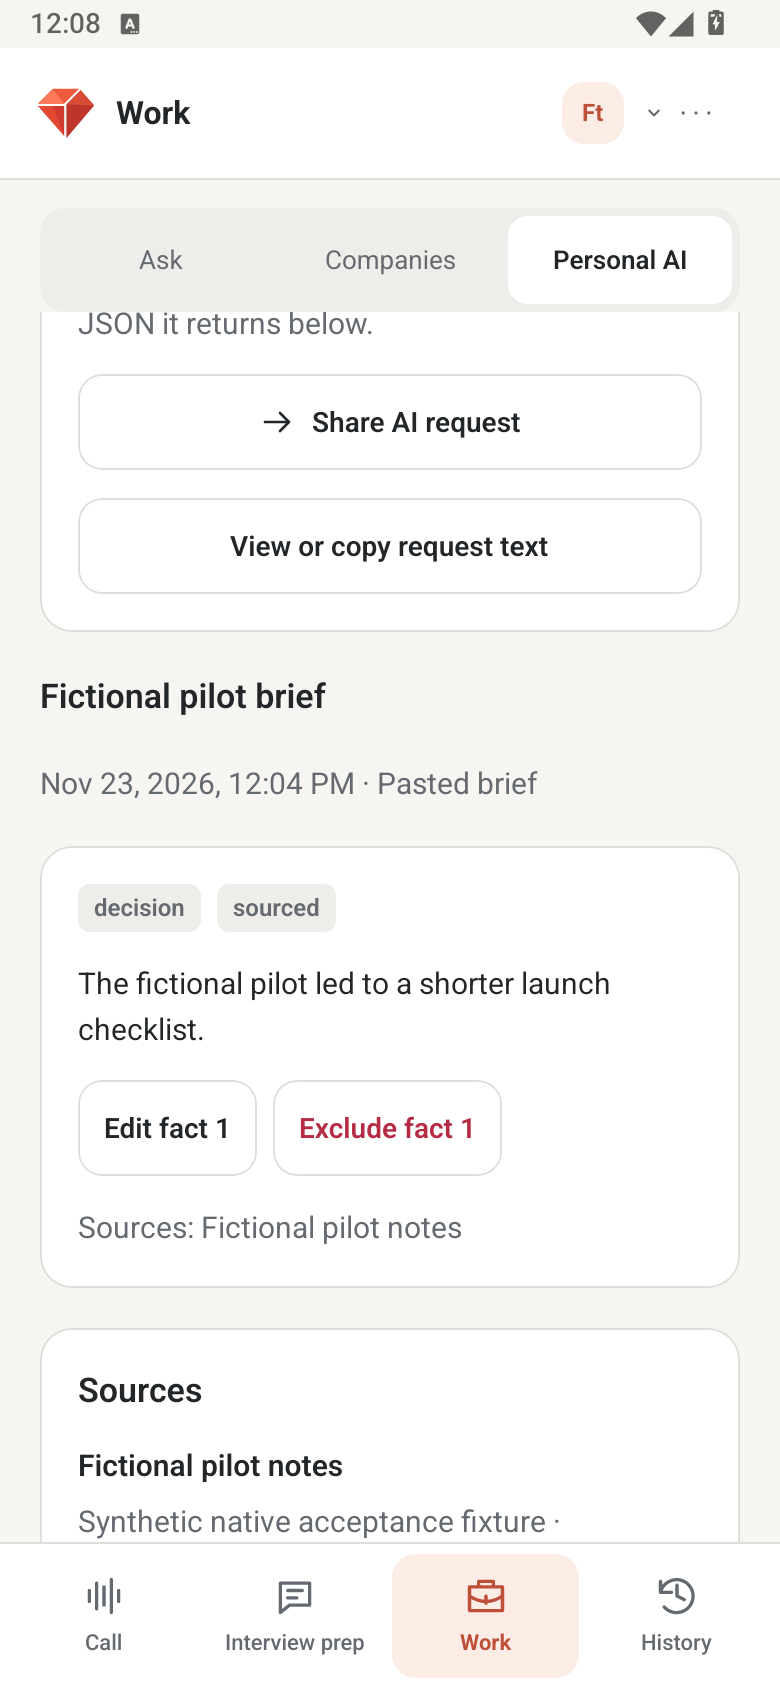 12:08
Work
Ft
Ask
Companies
Personal AI
JSON it returns below.
Share AI request
View or copy request text
Fictional pilot brief
Nov 23, 2026, 12:04 PM · Pasted brief
decision
sourced
The fictional pilot led to a shorter launch
checklist.
Edit fact 1
Exclude fact 1
Sources: Fictional pilot notes
Sources
Fictional pilot notes
Synthetic native acceptance fixture ·
Call
Interview prep
Work
History